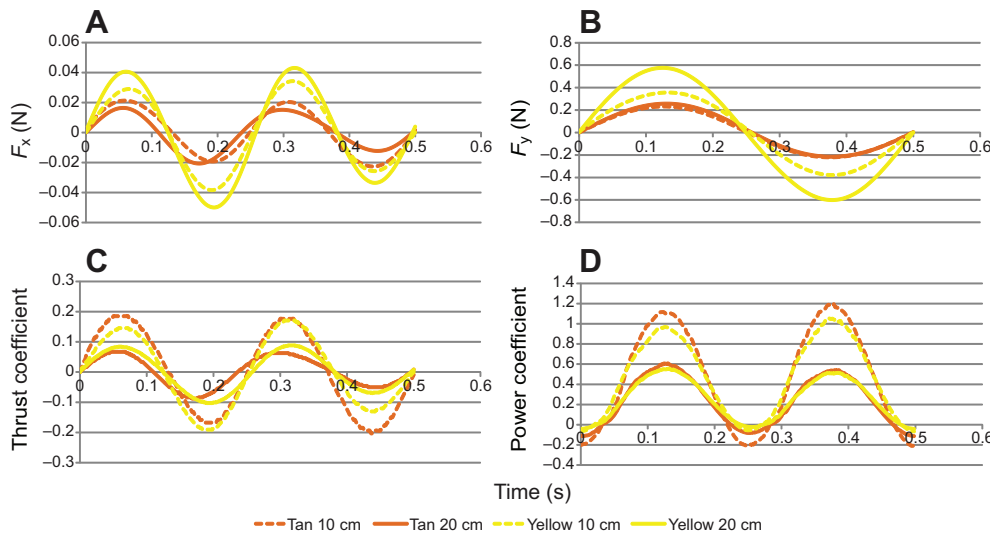 A
B
0.06
0.04
0.02
0
–0.02
–0.04
–0.06
Fx (N)
0.1 0.2 0.3 0.4 0.5 0.6
0.8
0.6
0.4
0.2
0
–0.2
–0.4
–0.6
–0.8
Fy (N)
0.1 0.2 0.3 0.4 0.5 0.6
C
D
0.3
0.2
0.1
0
–0.1
–0.2
–0.3
Thrust coefficient
0.1 0.2 0.3 0.4 0.5 0.6
1.4
1.2
1.0
0.8
0.6
0.4
0.2
0
–0.2
–0.4
Power coefficient
0 0.1 0.2 0.3 0.4 0.5 0.6
Time (s)
Tan 10 cm Tan 20 cm Yellow 10 cm Yellow 20 cm